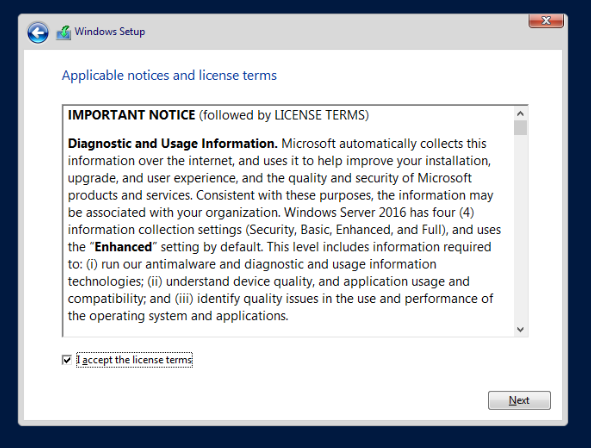 Windows Setup
Applicable notices and license terms
IMPORTANT NOTICE (followed by LICENSE TERMS)
Diagnostic and Usage Information. Microsoft automatically collects this
information over the internet, and uses it to help improve your installation,
upgrade, and user experience, and the quality and security of Microsoft
products and services. Consistent with these purposes, the information may
be associated with your organization. Windows Server 2016 has four (4)
information collection settings (Security, Basic, Enhanced, and Full), and uses
the “Enhanced” setting by default. This level includes information required
to: (i) run our antimalware and diagnostic and usage information
technologies; (ii) understand device quality, and application usage and
compatibility; and (iii) identify quality issues in the use and performance of
the operating system and applications.
I accept the license terms
Next